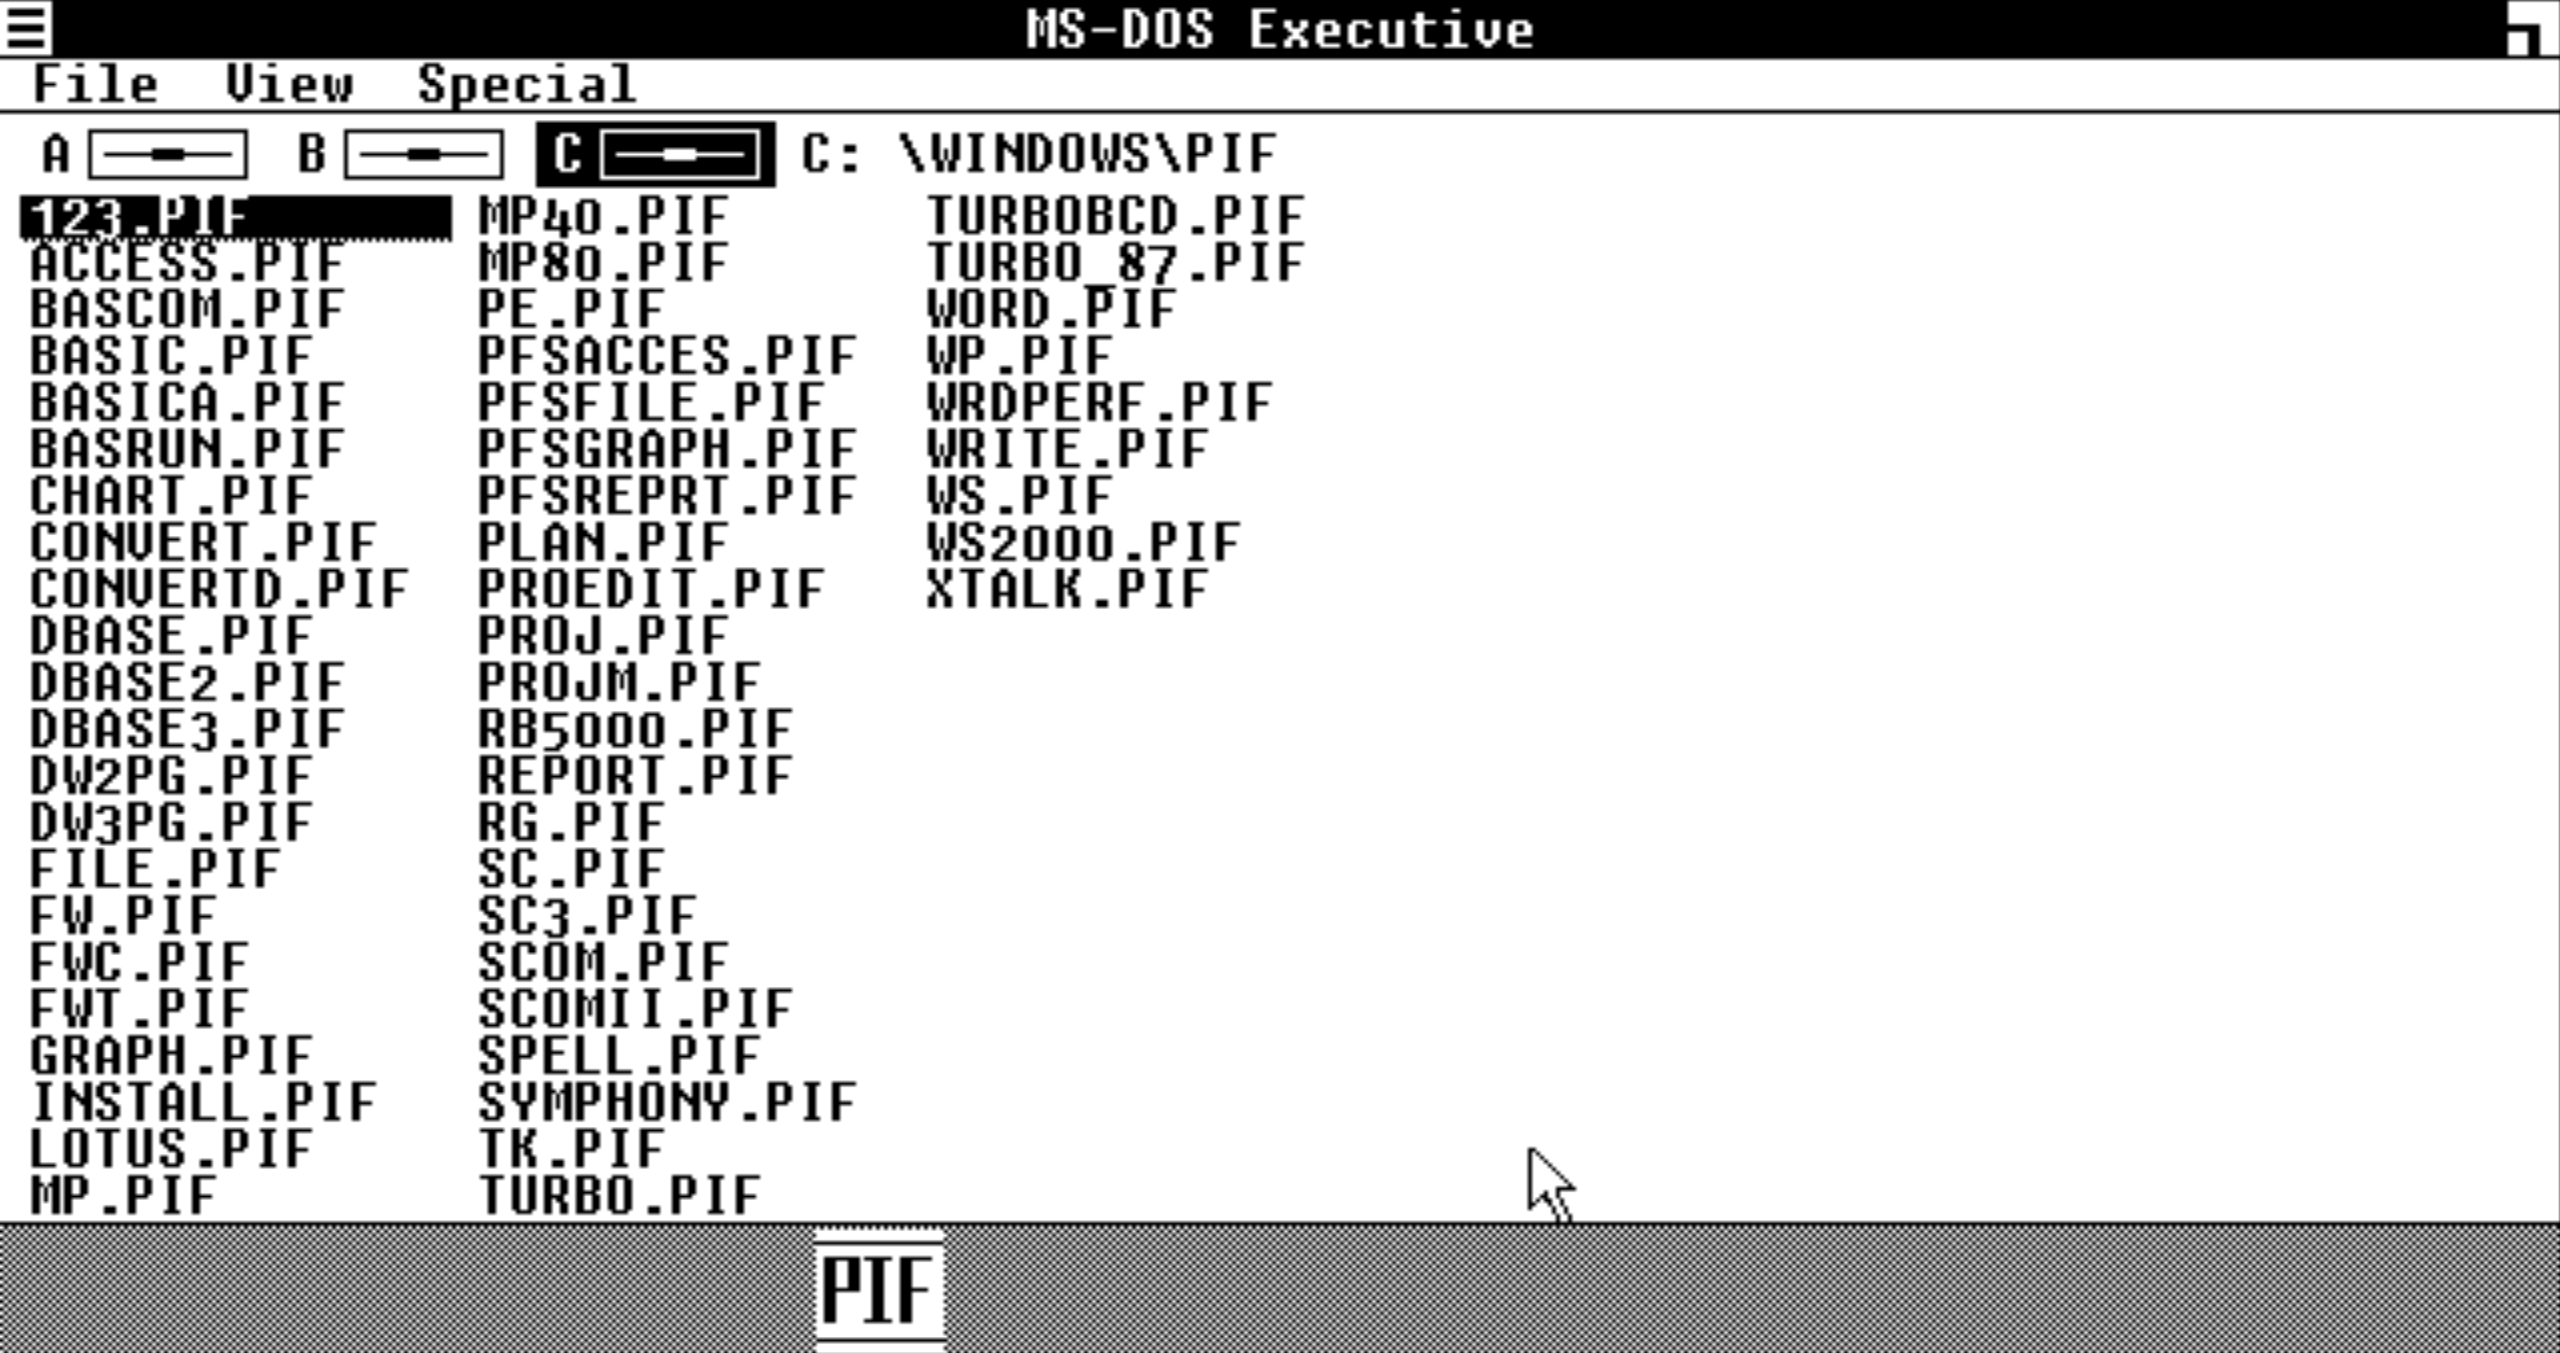 MS-DOS Executive
File View Special
A B C C: \WINDOWS\PIF
123.PIF
ACCESS.PIF
BASCOM.PIF
BASIC.PIF
BASICA.PIF
BASRUN.PIF
CHART.PIF
CONVERT.PIF
CONVERTD.PIF
DBASE.PIF
DBASE2.PIF
DBASE3.PIF
DW2PG.PIF
DW3PG.PIF
FILE.PIF
FW.PIF
FWC.PIF
FWT.PIF
GRAPH.PIF
INSTALL.PIF
LOTUS.PIF
MP.PIF
MP40.PIF
MP80.PIF
PE.PIF
PFSACCES.PIF
PFSFILE.PIF
PFSGRAPH.PIF
PFSREPRT.PIF
PLAN.PIF
PROEDIT.PIF
PROJ.PIF
PROJM.PIF
RB5000.PIF
REPORT.PIF
RG.PIF
SC.PIF
SC3.PIF
SCOM.PIF
SCOMII.PIF
SPELL.PIF
SYMPHONY.PIF
TK.PIF
TURBO.PIF
TURBOBCD.PIF
TURBO_87.PIF
WORD.PIF
WP.PIF
WRDPERF.PIF
WRITE.PIF
WS.PIF
WS2000.PIF
XTALK.PIF
PIF